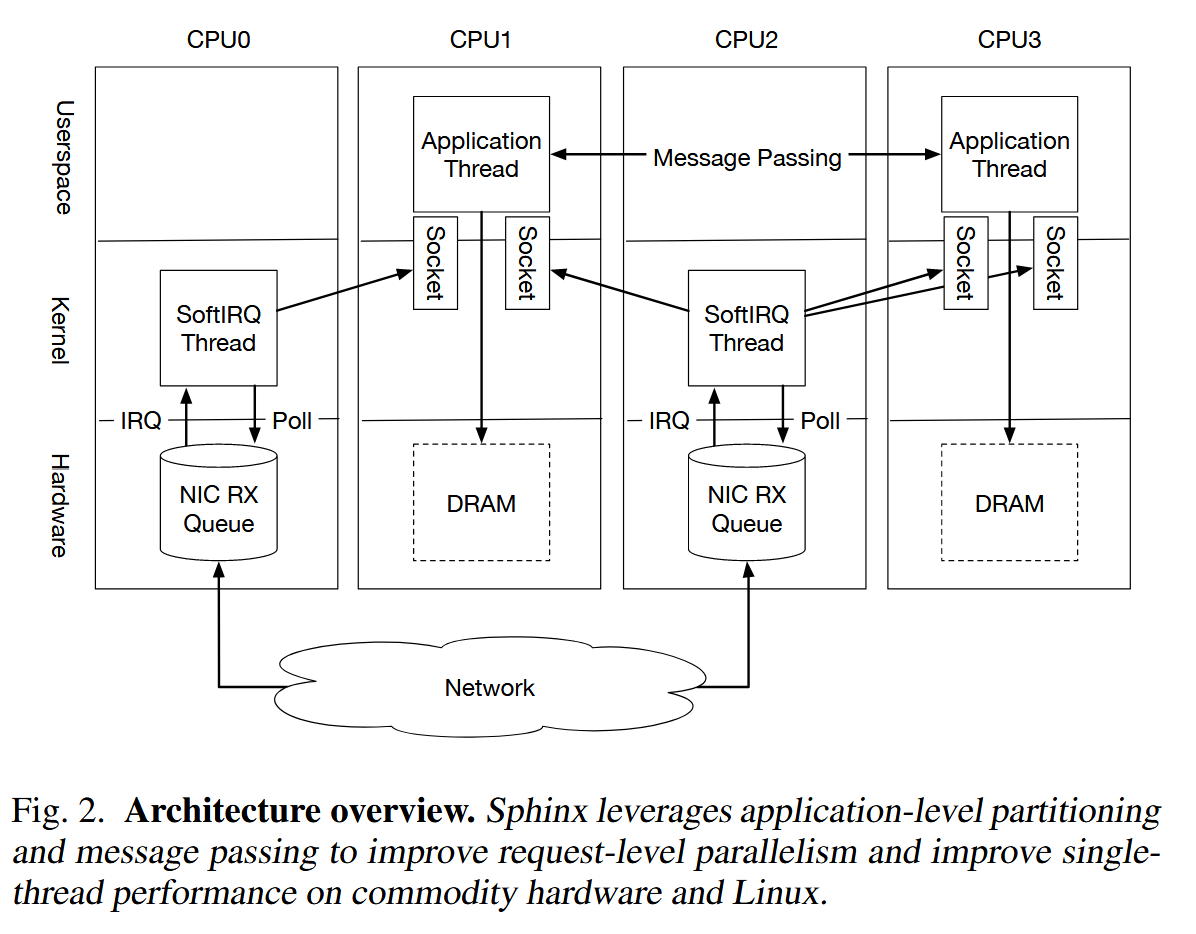 CPU0
CPU1
CPU2
CPU3
Userspace
Application
Thread
Message Passing
Application
Thread
Socket
Socket
Socket
Socket
Kernel
SoftIRQ
Thread
SoftIRQ
Thread
IRQ
Poll
IRQ
Poll
Hardware
NIC RX
Queue
DRAM
NIC RX
Queue
DRAM
Network
Fig. 2. Architecture overview. Sphinx leverages application-level partitioning
and message passing to improve request-level parallelism and improve single-
thread performance on commodity hardware and Linux.